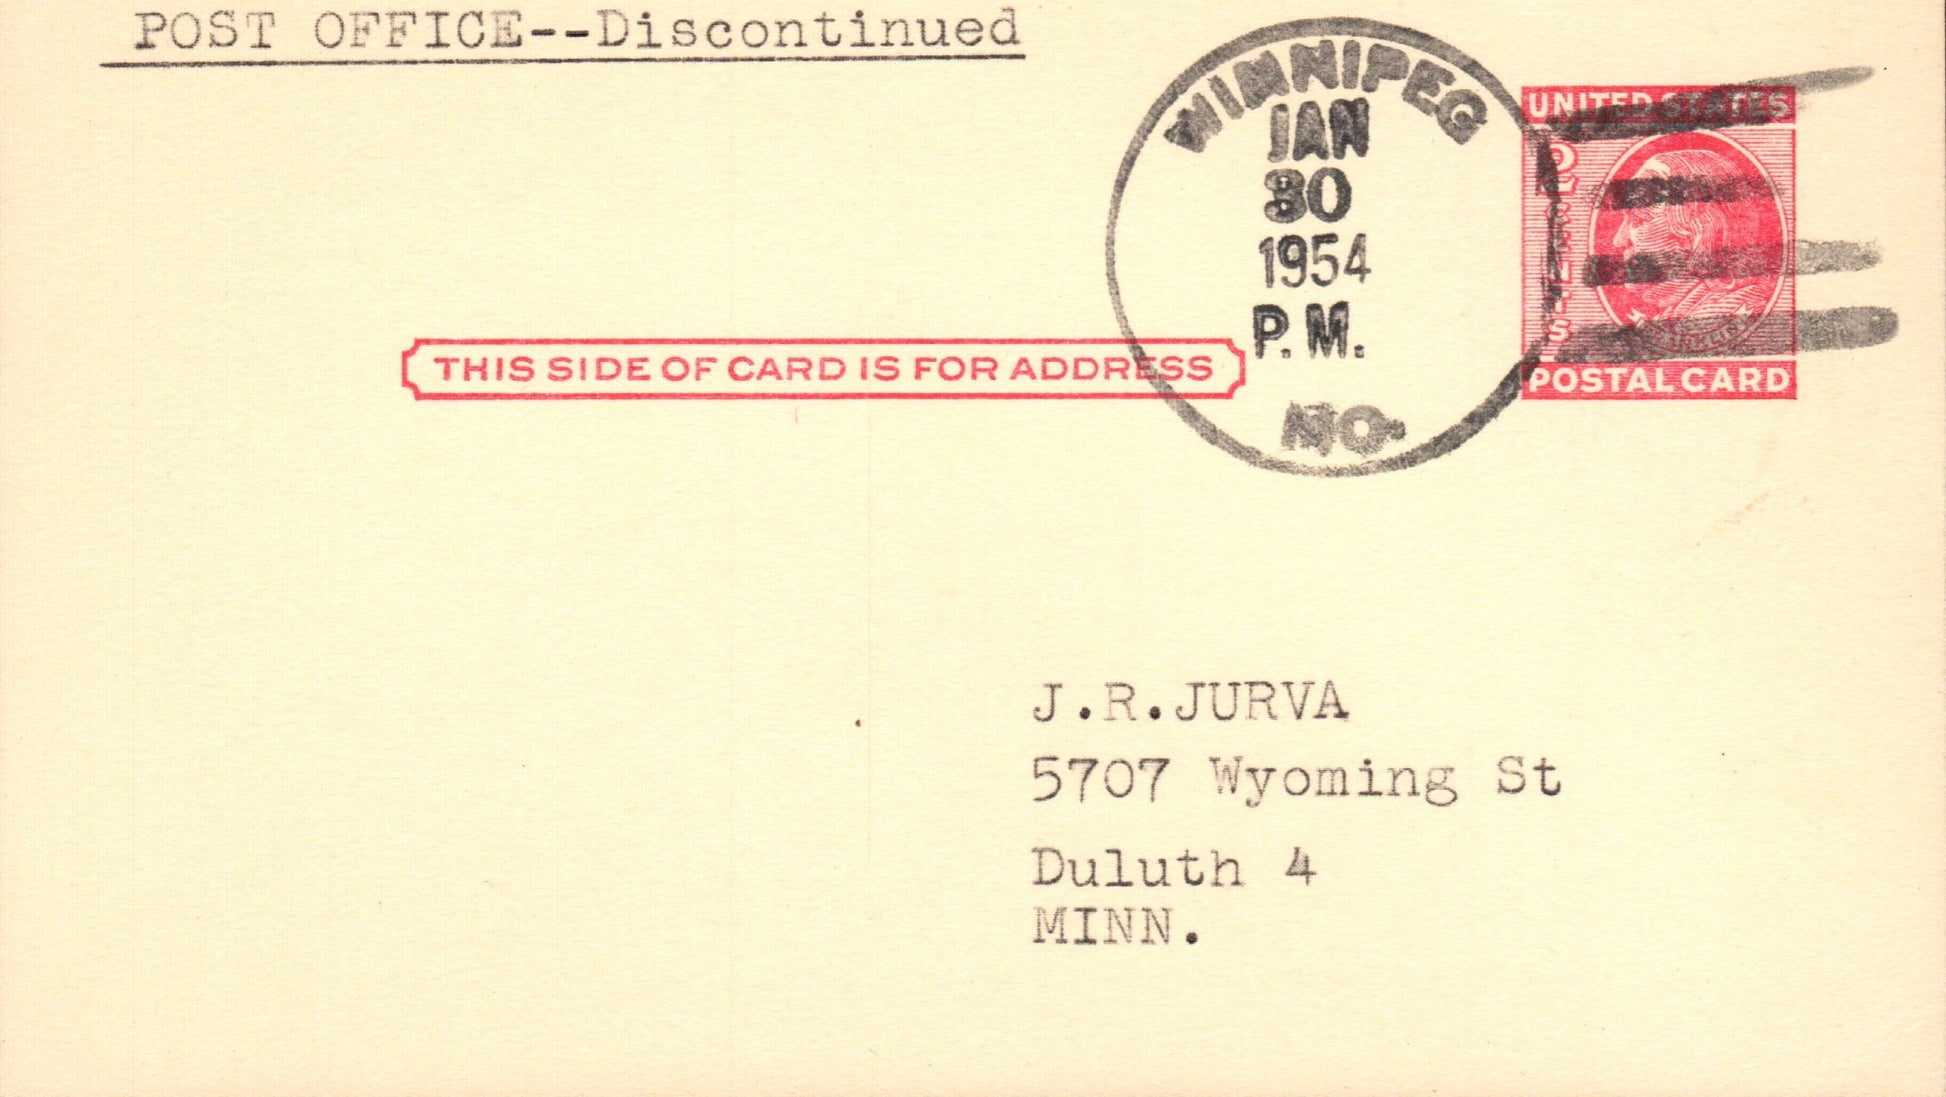 POST OFFICE--Discontinued
WINNIPEG
JAN
30
1954
P.M.
MO.
UNITED STATES
2 CENTS
FRANKLIN
POSTAL CARD
THIS SIDE OF CARD IS FOR ADDRESS
J.R.JURVA
5707 Wyoming St
Duluth 4
MINN.